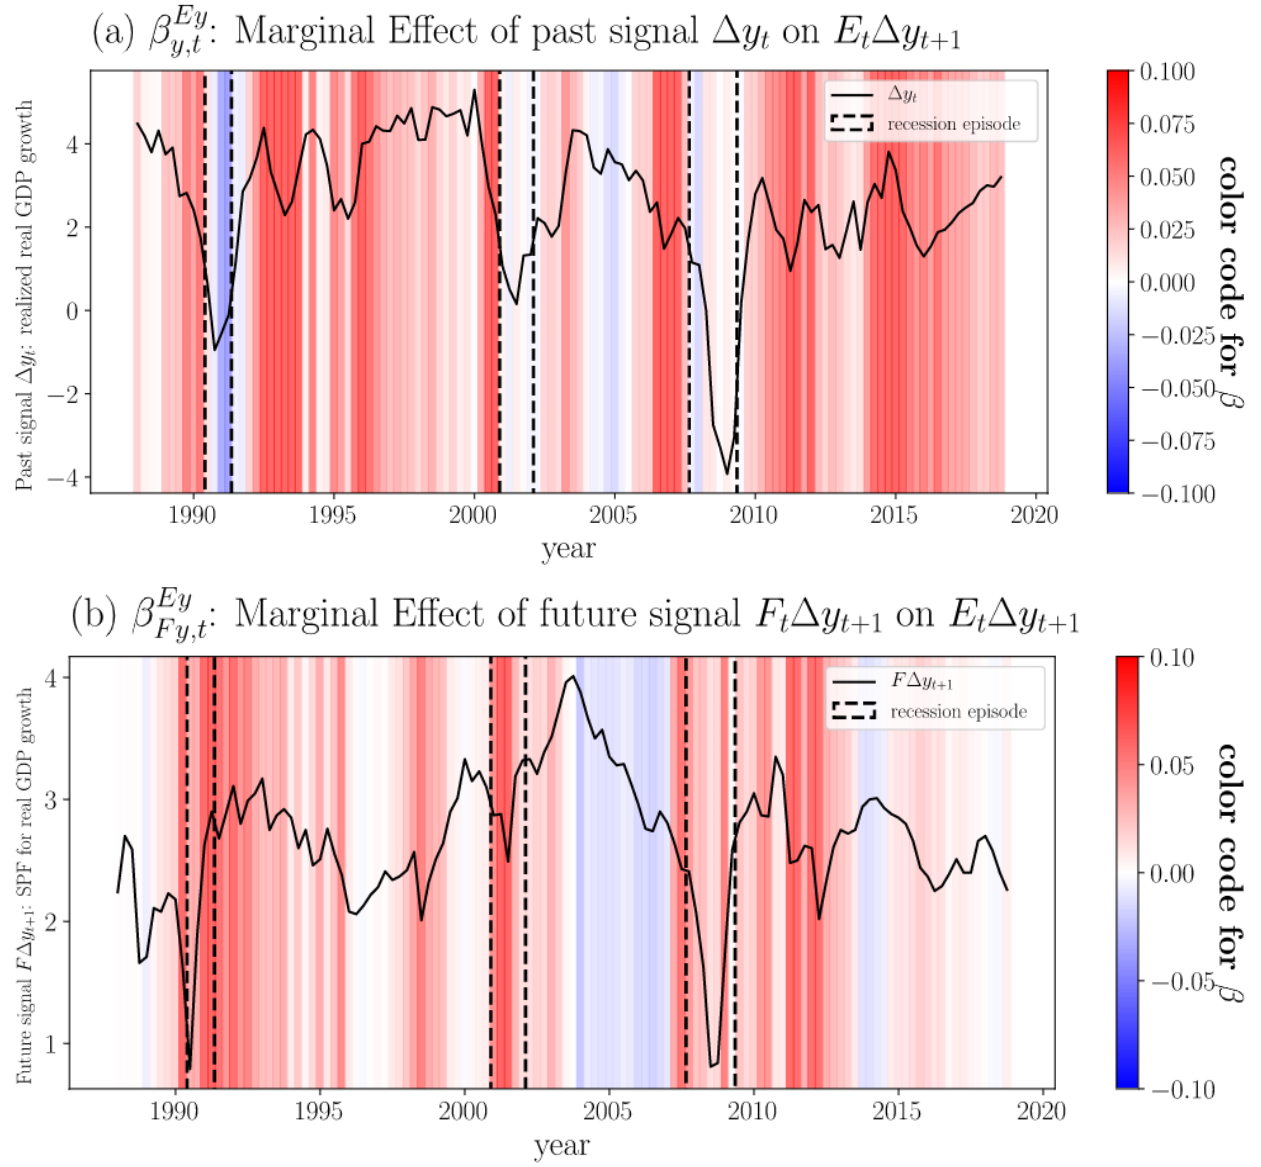 (a) $\beta_{y,t}^{Ey}$: Marginal Effect of past signal $\Delta y_t$ on $E_t\Delta y_{t+1}$
Past signal $\Delta y_t$: realized real GDP growth
4
2
0
−2
−4
$\Delta y_t$
recession episode
1990 1995 2000 2005 2010 2015 2020
year
0.100
0.075
0.050
0.025
0.000
−0.025
−0.050
−0.075
−0.100
color code for $\beta$
(b) $\beta_{Fy,t}^{Ey}$: Marginal Effect of future signal $F_t\Delta y_{t+1}$ on $E_t\Delta y_{t+1}$
Future signal $F\Delta y_{t+1}$: SPF for real GDP growth
4
3
2
1
$F\Delta y_{t+1}$
recession episode
1990 1995 2000 2005 2010 2015 2020
year
0.10
0.05
0.00
−0.05
−0.10
color code for $\beta$